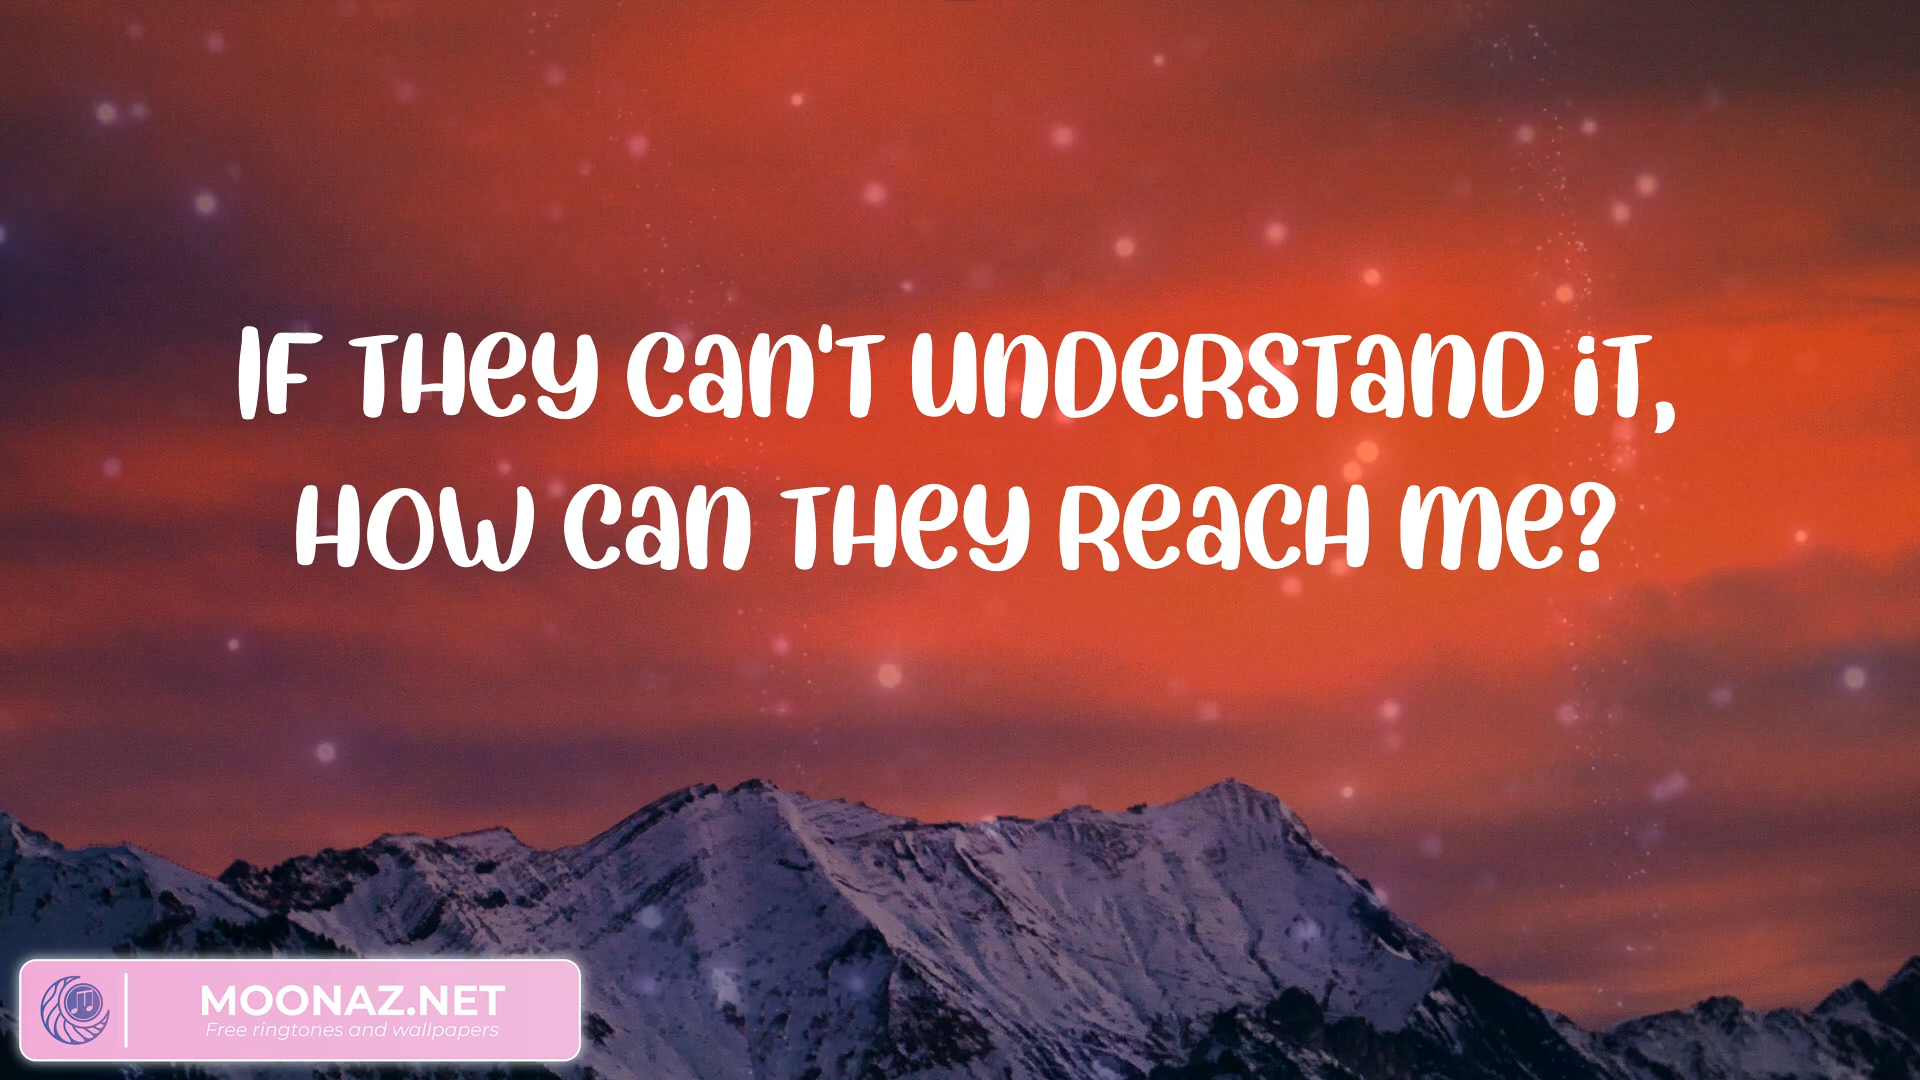 If they can't understand it,
how can they reach me?
MOONAZ.NET
Free ringtones and wallpapers